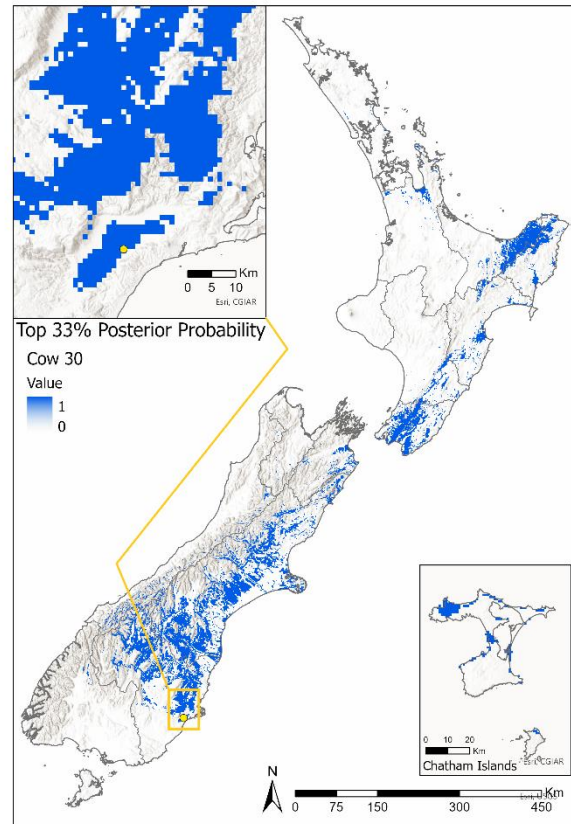 0 5 10
Km
Esri, CGIAR
Top 33% Posterior Probability
Cow 30
Value
1
0
0 10 20
Km
Esri, CGIAR
Chatham Islands
N
Km
0 75 150 300 450